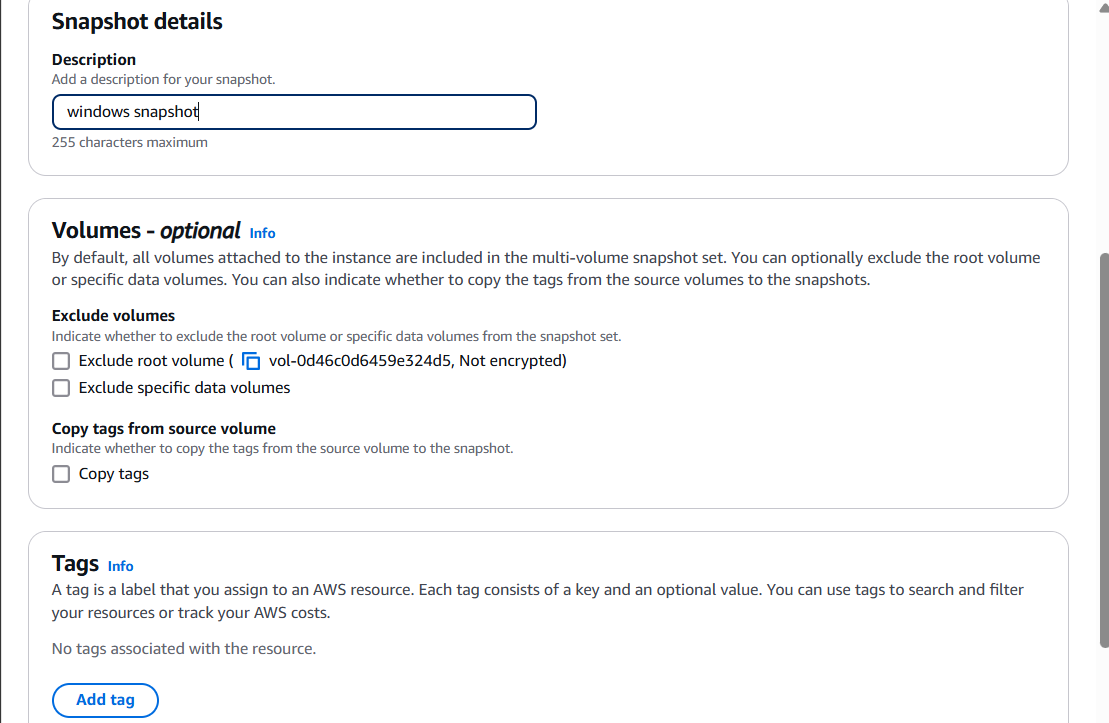 Snapshot details
Description
Add a description for your snapshot.
windows snapshot
255 characters maximum
Volumes - optional Info
By default, all volumes attached to the instance are included in the multi-volume snapshot set. You can optionally exclude the root volume
or specific data volumes. You can also indicate whether to copy the tags from the source volumes to the snapshots.
Exclude volumes
Indicate whether to exclude the root volume or specific data volumes from the snapshot set.
Exclude root volume ( vol-0d46c0d6459e324d5, Not encrypted)
Exclude specific data volumes
Copy tags from source volume
Indicate whether to copy the tags from the source volume to the snapshot.
Copy tags
Tags Info
A tag is a label that you assign to an AWS resource. Each tag consists of a key and an optional value. You can use tags to search and filter
your resources or track your AWS costs.
No tags associated with the resource.
Add tag